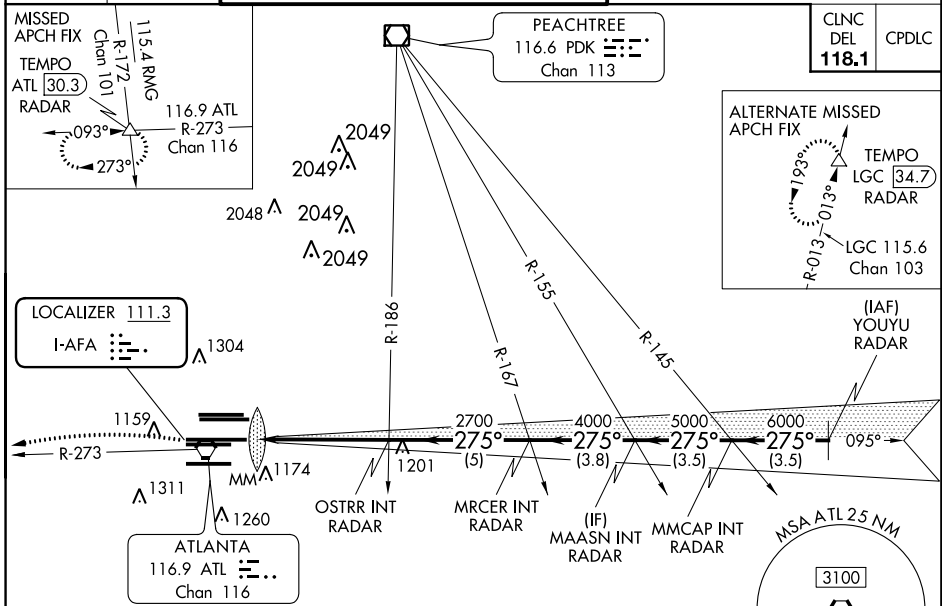 MISSED
APCH FIX
TEMPO
ATL 30.3
RADAR
R-172
Chan 101
115.4 RMG
116.9 ATL
R-273
Chan 116
093°
273°
PEACHTREE
116.6 PDK
Chan 113
CLNC
DEL
118.1
CPDLC
ALTERNATE MISSED
APCH FIX
TEMPO
LGC 34.7
RADAR
193°
013°
R-013
LGC 115.6
Chan 103
2049
2049
2048
2049
2049
R-186
R-167
R-155
R-145
LOCALIZER 111.3
I-AFA
1304
1159
R-273
1311
1260
MM
1174
1201
(IAF)
YOUYU
RADAR
2700
275°
(5)
4000
275°
(3.8)
5000
275°
(3.5)
6000
275°
(3.5)
095°
OSTRR INT
RADAR
MRCER INT
RADAR
(IF)
MAASN INT
RADAR
MMCAP INT
RADAR
ATLANTA
116.9 ATL
Chan 116
MSA ATL 25 NM
3100